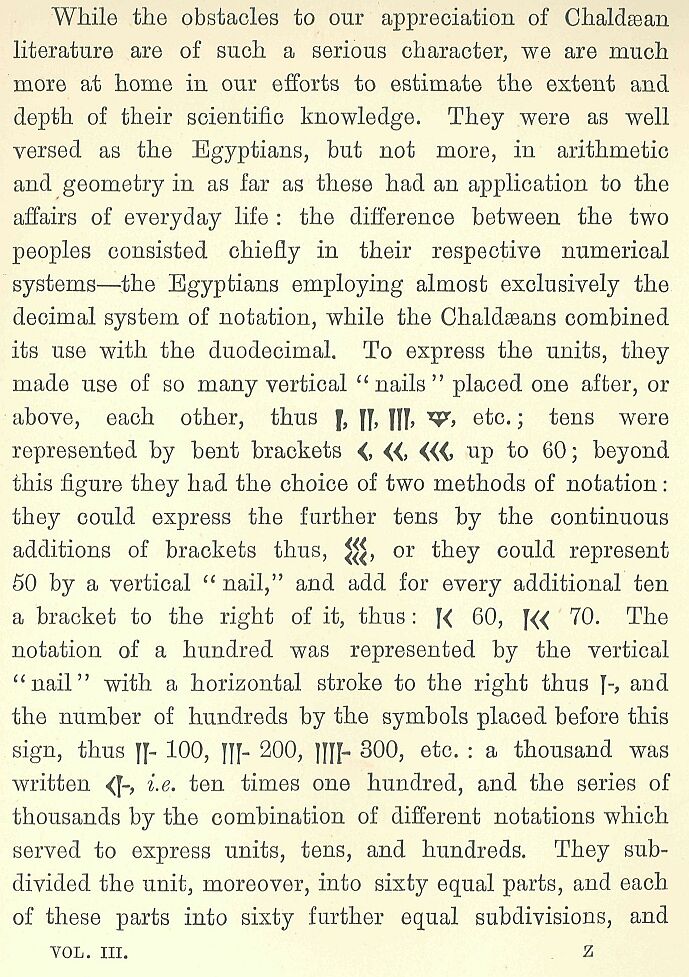 While the obstacles to our appreciation of Chaldæan
literature are of such a serious character, we are much
more at home in our efforts to estimate the extent and
depth of their scientific knowledge. They were as well
versed as the Egyptians, but not more, in arithmetic
and geometry in as far as these had an application to the
affairs of everyday life : the difference between the two
peoples consisted chiefly in their respective numerical
systems—the Egyptians employing almost exclusively the
decimal system of notation, while the Chaldæans combined
its use with the duodecimal. To express the units, they
made use of so many vertical “ nails ” placed one after, or
above, each other, thus 𒁹, 𒈫, 𒐈, 𒐉, etc. ; tens were
represented by bent brackets 𒌋, 𒌋𒌋, 𒌋𒌋𒌋, up to 60 ; beyond
this figure they had the choice of two methods of notation :
they could express the further tens by the continuous
additions of brackets thus, , or they could represent
50 by a vertical “ nail,” and add for every additional ten
a bracket to the right of it, thus : 𒁹𒌋 60, 𒁹𒌋𒌋 70. The
notation of a hundred was represented by the vertical
“ nail ” with a horizontal stroke to the right thus 𒁹-, and
the number of hundreds by the symbols placed before this
sign, thus 𒁹𒁹- 100, 𒁹𒁹𒁹- 200, 𒁹𒁹𒁹𒁹- 300, etc. : a thousand was
written 𒌋𒁹-, i.e. ten times one hundred, and the series of
thousands by the combination of different notations which
served to express units, tens, and hundreds. They sub-
divided the unit, moreover, into sixty equal parts, and each
of these parts into sixty further equal subdivisions, and
VOL. III. Z